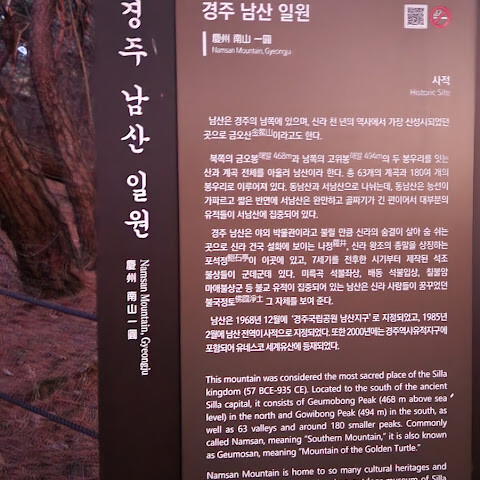 경주 남산 일원
慶州 南山 一圓
Namsan Mountain, Gyeongju
경주 남산 일원
慶州 南山 一圓
Namsan Mountain, Gyeongju
사적
Historic Site
남산은 경주의 남쪽에 있으며, 신라 천 년의 역사에서 가장 신성시되었던
곳으로 금오산金鰲山이라고도 한다.
북쪽의 금오봉해발 468m과 남쪽의 고위봉해발 494m의 두 봉우리를 잇는
산과 계곡 전체를 아울러 남산이라 한다. 총 63개의 계곡과 180여 개의
봉우리로 이루어져 있다. 동남산과 서남산으로 나뉘는데, 동남산은 능선이
가파르고 짧은 반면에 서남산은 완만하고 골짜기가 긴 편이어서 대부분의
유적들이 서남산에 집중되어 있다.
경주 남산은 야외 박물관이라고 불릴 만큼 신라의 숨결이 살아 숨 쉬는
곳으로 신라 건국 설화에 보이는 나정蘿井, 신라 왕조의 종말을 상징하는
포석정鮑石亭이 이곳에 있고, 7세기를 전후한 시기부터 제작된 석조
불상들이 군데군데 있다. 미륵곡 석불좌상, 배동 석불입상, 칠불암
마애불상군 등 불교 유적이 집중되어 있는 남산은 신라 사람들이 꿈꾸었던
불국정토佛國淨土 그 자체를 보여 준다.
남산은 1968년 12월에 '경주국립공원 남산지구'로 지정되었고, 1985년
2월에 남산 전역이 사적으로 지정되었다. 또한 2000년에는 경주역사유적지구에
포함되어 유네스코 세계유산에 등재되었다.
This mountain was considered the most sacred place of the Silla
kingdom (57 BCE-935 CE). Located to the south of the ancient
Silla capital, it consists of Geumobong Peak (468 m above sea
level) in the north and Gowibong Peak (494 m) in the south, as
well as 63 valleys and around 180 smaller peaks. Commonly
called Namsan, meaning "Southern Mountain," it is also known
as Geumosan, meaning "Mountain of the Golden Turtle."
Namsan Mountain is home to so many cultural heritages and
museum of Silla